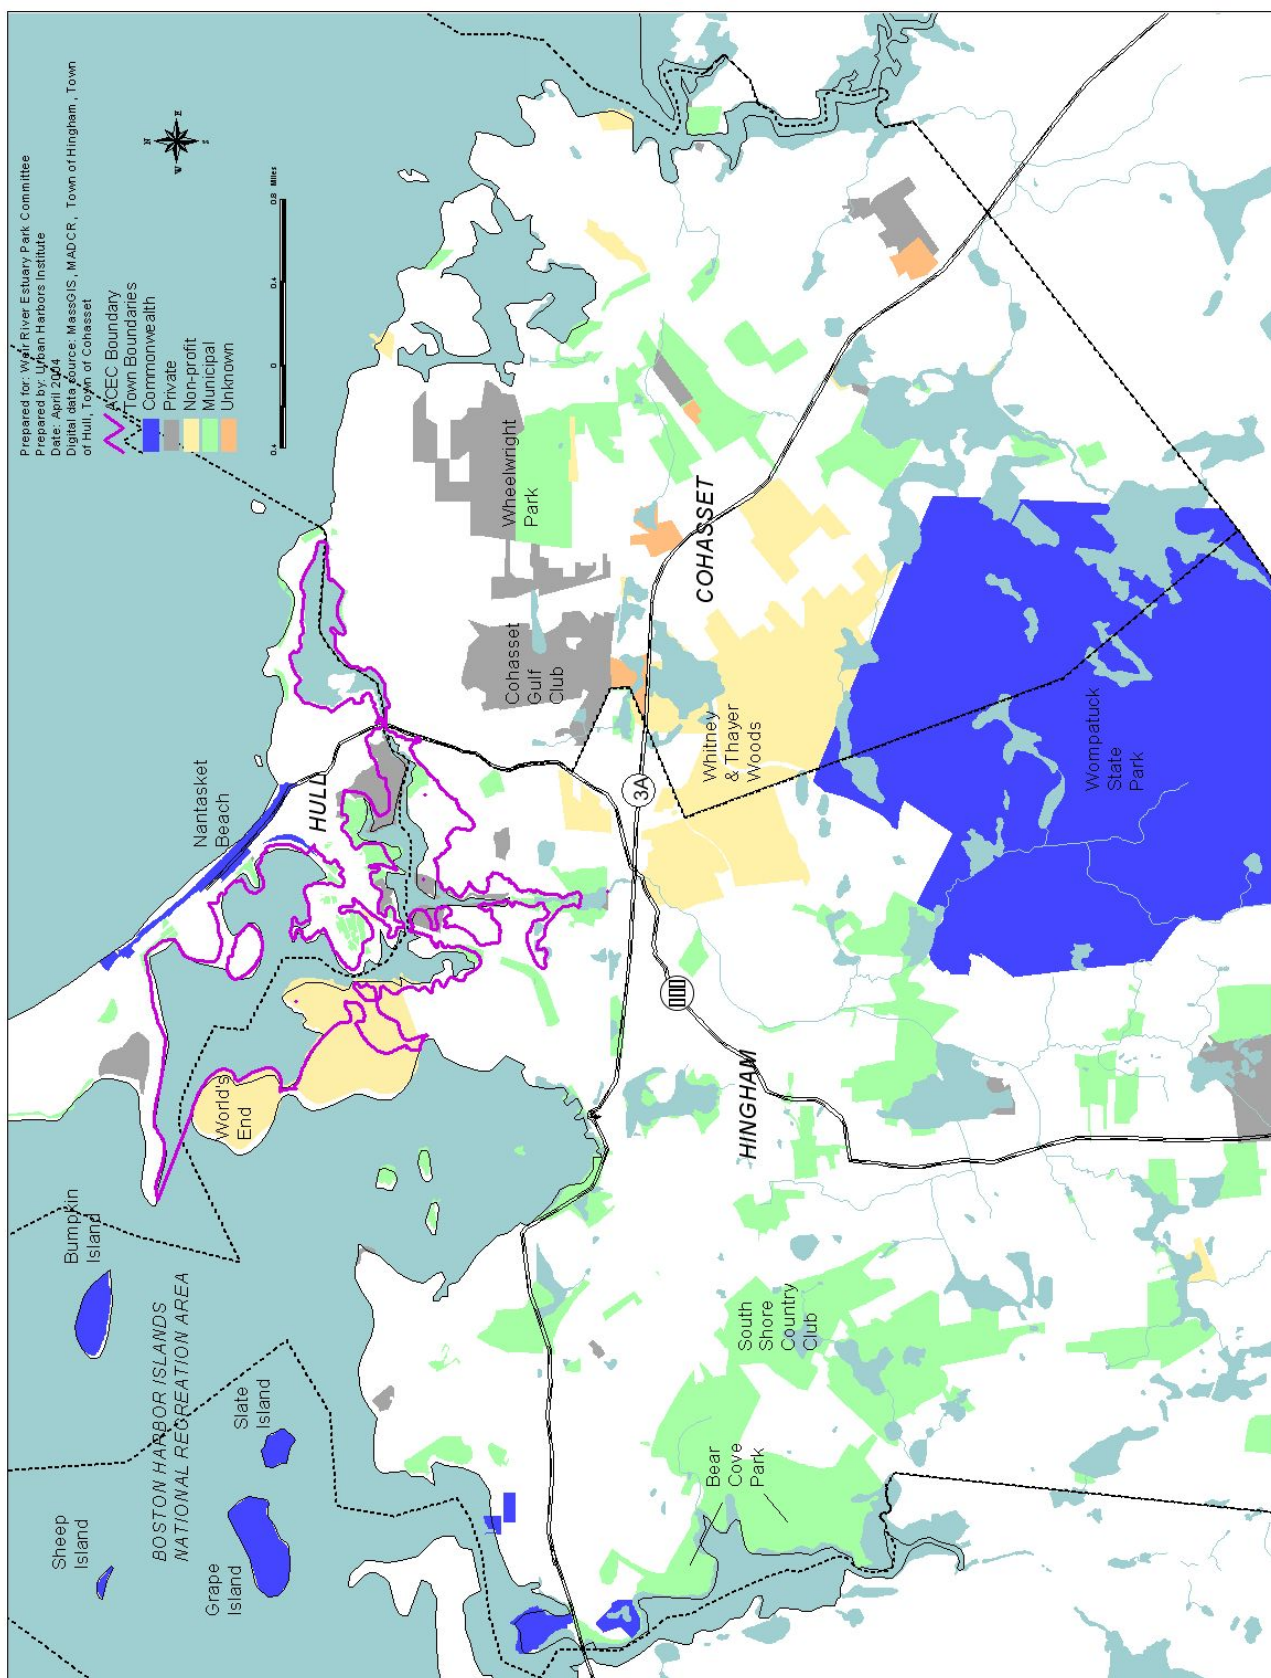 Prepared for: Weir River Estuary Park Committee
Prepared by: Urban Harbors Institute
Date: April 2004
Digital data source: MassGIS, MADCR, Town of Hingham, Town
of Hull, Town of Cohasset
ACEC Boundary
Town Boundaries
Commonwealth
Private
Non-profit
Municipal
Unknown
N
W
E
S
0.4 0 0.4 0.8 Miles
Sheep
Island
Bumpkin
Island
BOSTON HARBOR ISLANDS
NATIONAL RECREATION AREA
Grape
Island
Slate
Island
World's
End
Nantasket
Beach
HULL
Cohasset
Gulf
Club
Wheelwright
Park
3A
COHASSET
Whitney
& Thayer
Woods
HINGHAM
Bear
Cove
Park
South
Shore
Country
Club
Wompatuck
State
Park